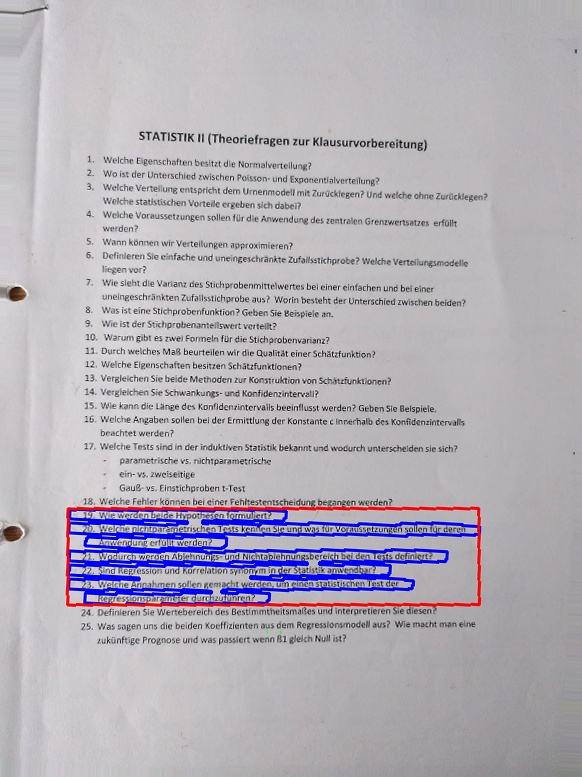 STATISTIK II (Theoriefragen zur Klausurvorbereitung)
1. Welche Eigenschaften besitzt die Normalverteilung?
2. Wo ist der Unterschied zwischen Poisson- und Exponentialverteilung?
3. Welche Verteilung entspricht dem Urnenmodell mit Zurücklegen? Und welche ohne Zurücklegen?
Welche statistischen Vorteile ergeben sich dabei?
4. Welche Voraussetzungen sollen für die Anwendung des zentralen Grenzwertsatzes erfüllt
werden?
5. Wann können wir Verteilungen approximieren?
6. Definieren Sie einfache und uneingeschränkte Zufallsstichprobe? Welche Verteilungsmodelle
liegen vor?
7. Wie sieht die Varianz des Stichprobenmittelwertes bei einer einfachen und bei einer
uneingeschränkten Zufallsstichprobe aus? Worin besteht der Unterschied zwischen beiden?
8. Was ist eine Stichprobenfunktion? Geben Sie Beispiele an.
9. Wie ist der Stichprobenanteilswert verteilt?
10. Warum gibt es zwei Formeln für die Stichprobenvarianz?
11. Durch welches Maß beurteilen wir die Qualität einer Schätzfunktion?
12. Welche Eigenschaften besitzen Schätzfunktionen?
13. Vergleichen Sie beide Methoden zur Konstruktion von Schätzfunktionen?
14. Vergleichen Sie Schwankungs- und Konfidenzintervall?
15. Wie kann die Länge des Konfidenzintervalls beeinflusst werden? Geben Sie Beispiele.
16. Welche Angaben sollen bei der Ermittlung der Konstante c innerhalb des Konfidenzintervalls
beachtet werden?
17. Welche Tests sind in der induktiven Statistik bekannt und wodurch unterscheiden sie sich?
- parametrische vs. nichtparametrische
- ein- vs. zweiseitige
- Gauß- vs. Einstichproben t-Test
18. Welche Fehler können bei einer Fehltestentscheidung begangen werden?
19. Wie werden beide Hypothesen formuliert?
20. Welche nichtparametrischen Tests kennen Sie und was für Voraussetzungen sollen für deren
Anwendung erfüllt werden?
21. Wodurch werden Ablehnungs- und Nichtablehnungsbereich bei den Tests definiert?
22. Sind Regression und Korrelation synonym in der Statistik anwendbar?
23. Welche Annahmen sollen gemacht werden, um einen statistischen Test der
Regressionsparameter durchzuführen?
24. Definieren Sie Wertebereich des Bestimmtheitsmaßes und interpretieren Sie diesen?
25. Was sagen uns die beiden Koeffizienten aus dem Regressionsmodell aus? Wie macht man eine
zukünftige Prognose und was passiert wenn ß1 gleich Null ist?